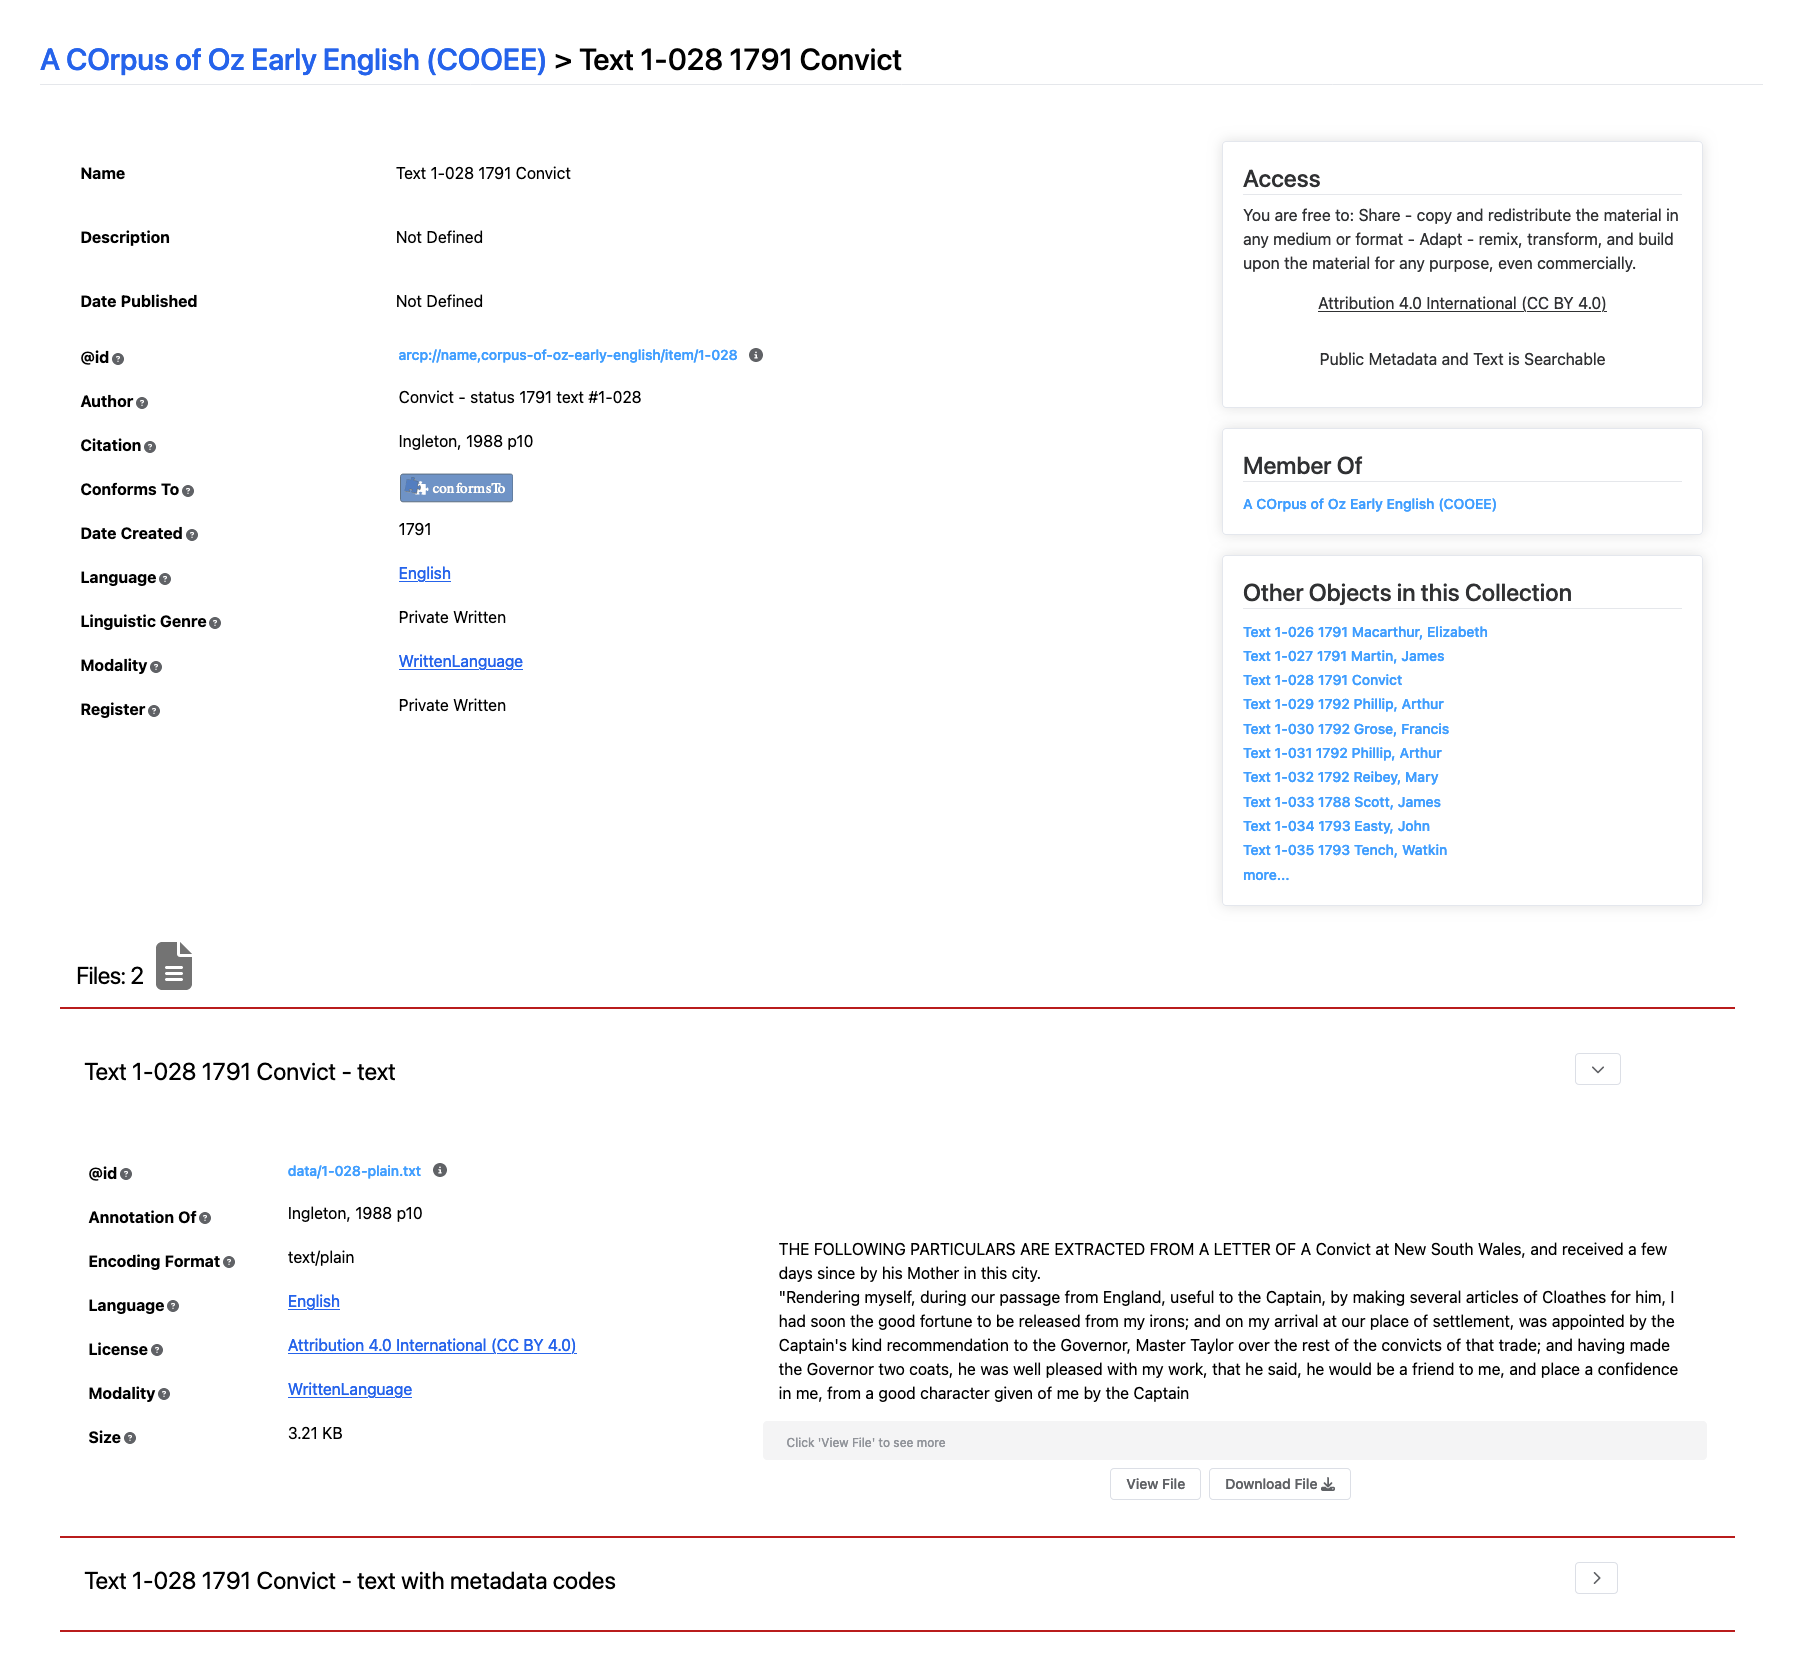 A COrpus of Oz Early English (COOEE) > Text 1-028 1791 Convict
Name
Text 1-028 1791 Convict
Description
Not Defined
Date Published
Not Defined
@id
arcp://name,corpus-of-oz-early-english/item/1-028
Author
Convict - status 1791 text #1-028
Citation
Ingleton, 1988 p10
Conforms To
conformsTo
Date Created
1791
Language
English
Linguistic Genre
Private Written
Modality
WrittenLanguage
Register
Private Written
Access
You are free to: Share - copy and redistribute the material in
any medium or format - Adapt - remix, transform, and build
upon the material for any purpose, even commercially.
Attribution 4.0 International (CC BY 4.0)
Public Metadata and Text is Searchable
Member Of
A COrpus of Oz Early English (COOEE)
Other Objects in this Collection
Text 1-026 1791 Macarthur, Elizabeth
Text 1-027 1791 Martin, James
Text 1-028 1791 Convict
Text 1-029 1792 Phillip, Arthur
Text 1-030 1792 Grose, Francis
Text 1-031 1792 Phillip, Arthur
Text 1-032 1792 Reibey, Mary
Text 1-033 1788 Scott, James
Text 1-034 1793 Easty, John
Text 1-035 1793 Tench, Watkin
more...
Files: 2
Text 1-028 1791 Convict - text
@id
data/1-028-plain.txt
Annotation Of
Ingleton, 1988 p10
Encoding Format
text/plain
Language
English
License
Attribution 4.0 International (CC BY 4.0)
Modality
WrittenLanguage
Size
3.21 KB
THE FOLLOWING PARTICULARS ARE EXTRACTED FROM A LETTER OF A Convict at New South Wales, and received a few
days since by his Mother in this city.
"Rendering myself, during our passage from England, useful to the Captain, by making several articles of Cloathes for him, I
had soon the good fortune to be released from my irons; and on my arrival at our place of settlement, was appointed by the
Captain's kind recommendation to the Governor, Master Taylor over the rest of the convicts of that trade; and having made
the Governor two coats, he was well pleased with my work, that he said, he would be a friend to me, and place a confidence
in me, from a good character given of me by the Captain
Click 'View File' to see more
View File
Download File
Text 1-028 1791 Convict - text with metadata codes